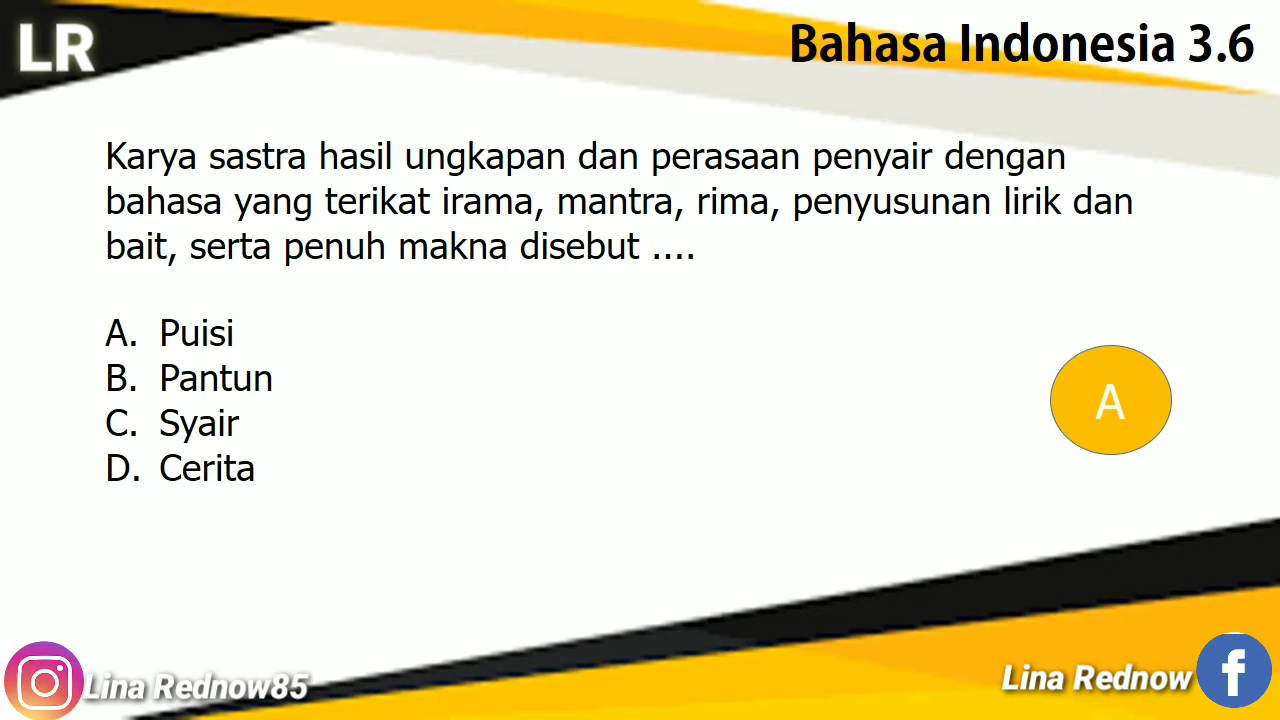 LR
Bahasa Indonesia 3.6
Karya sastra hasil ungkapan dan perasaan penyair dengan
bahasa yang terikat irama, mantra, rima, penyusunan lirik dan
bait, serta penuh makna disebut ....
A. Puisi
B. Pantun
C. Syair
D. Cerita
A
Lina Rednow85
Lina Rednow